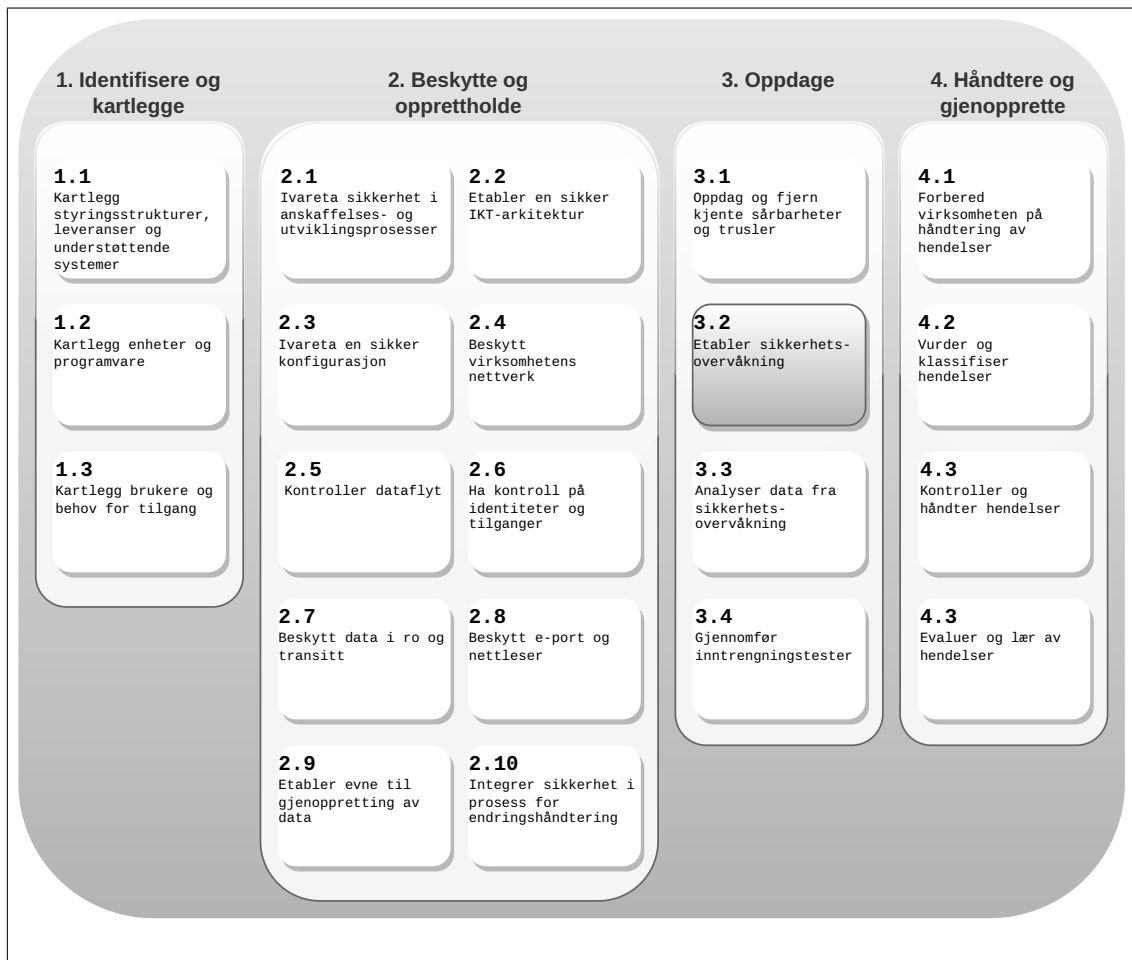 1. Identifisere og
kartlegge
1.1
Kartlegg
styringsstrukturer,
leveranser og
understøttende
systemer
1.2
Kartlegg enheter og
programvare
1.3
Kartlegg brukere og
behov for tilgang
2. Beskytte og
opprettholde
2.1
Ivareta sikkerhet i
anskaffelses- og
utviklingsprosesser
2.2
Etabler en sikker
IKT-arkitektur
2.3
Ivareta en sikker
konfigurasjon
2.4
Beskytt
virksomhetens
nettverk
2.5
Kontroller dataflyt
2.6
Ha kontroll på
identiteter og
tilganger
2.7
Beskytt data i ro og
transitt
2.8
Beskytt e-port og
nettleser
2.9
Etabler evne til
gjenoppretting av
data
2.10
Integrer sikkerhet i
prosess for
endringshåndtering
3. Oppdage
3.1
Oppdag og fjern
kjente sårbarheter
og trusler
3.2
Etabler sikkerhets-
overvåkning
3.3
Analyser data fra
sikkerhets-
overvåkning
3.4
Gjennomfør
inntrengningstester
4. Håndtere og
gjenopprette
4.1
Forbered
virksomheten på
håndtering av
hendelser
4.2
Vurder og
klassifiser
hendelser
4.3
Kontroller og
håndter hendelser
4.3
Evaluer og lær av
hendelser